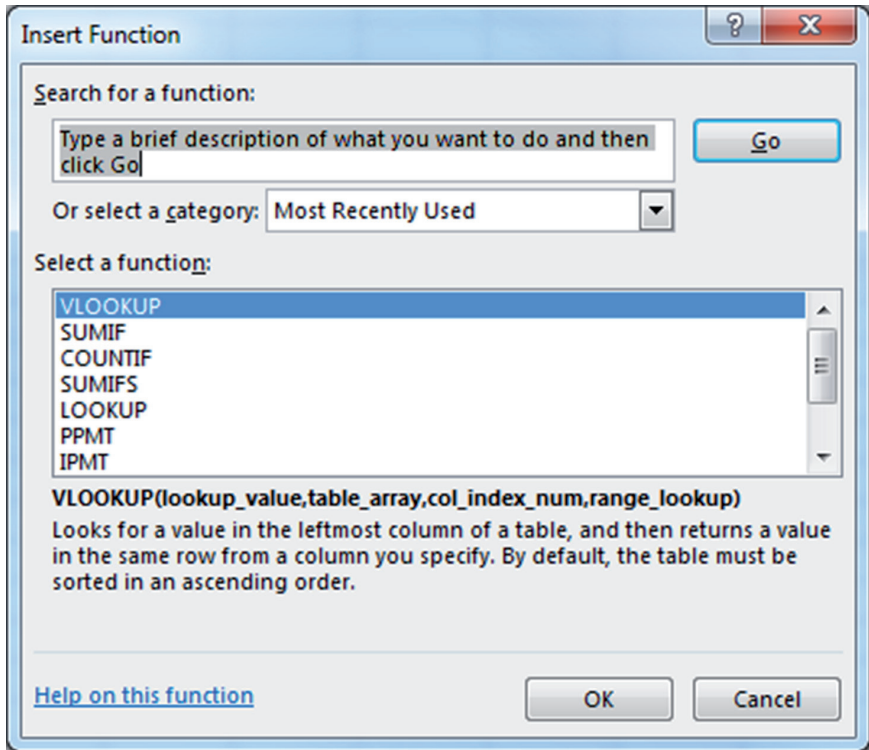 Insert Function
?
Search for a function:
Type a brief description of what you want to do and then
click Go
Go
Or select a category: Most Recently Used
Select a function:
VLOOKUP
SUMIF
COUNTIF
SUMIFS
LOOKUP
PPMT
IPMT
VLOOKUP(lookup_value,table_array,col_index_num,range_lookup)
Looks for a value in the leftmost column of a table, and then returns a value
in the same row from a column you specify. By default, the table must be
sorted in an ascending order.
Help on this function
OK
Cancel